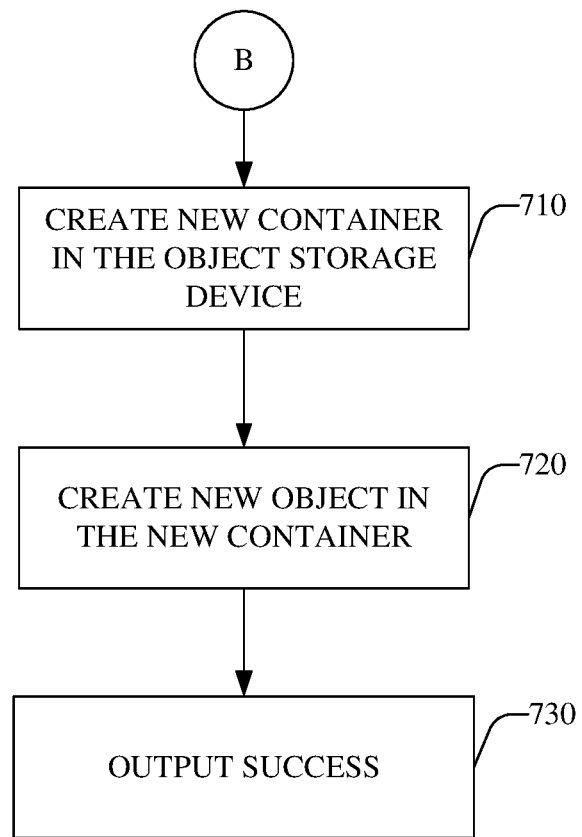 B
CREATE NEW CONTAINER
IN THE OBJECT STORAGE
DEVICE
710
CREATE NEW OBJECT IN
THE NEW CONTAINER
720
OUTPUT SUCCESS
730